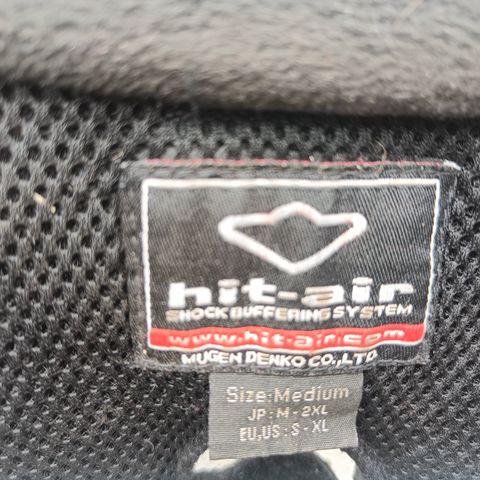 hit-air
SHOCK BUFFERING SYSTEM
www.hit-air.com
MUGEN DENKO CO.,LTD.
Size:Medium
JP : M - 2XL
EU,US : S - XL